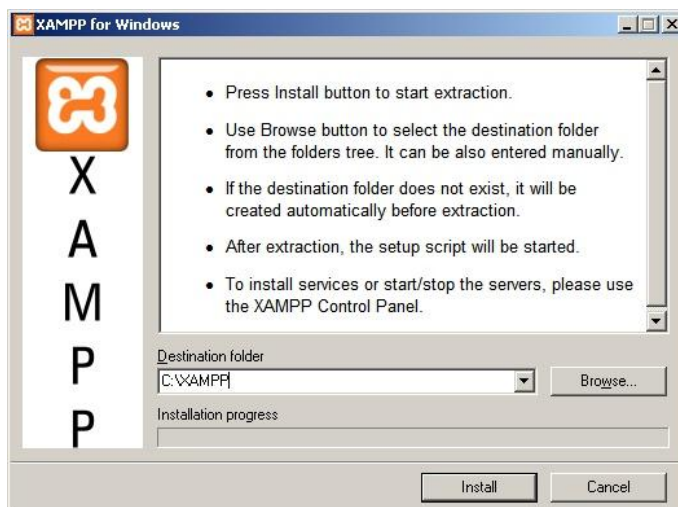 XAMPP for Windows
X
A
M
P
P
• Press Install button to start extraction.
• Use Browse button to select the destination folder
from the folders tree. It can be also entered manually.
• If the destination folder does not exist, it will be
created automatically before extraction.
• After extraction, the setup script will be started.
• To install services or start/stop the servers, please use
the XAMPP Control Panel.
Destination folder
C:\XAMPP
Browse...
Installation progress
Install
Cancel